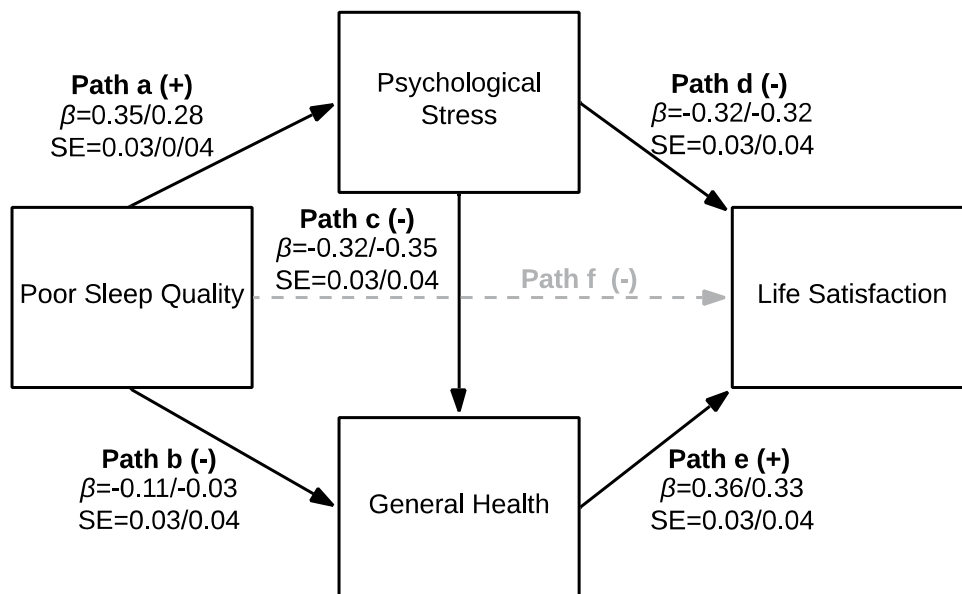 Psychological
Stress
Path a (+)
β=0.35/0.28
SE=0.03/0/04
Path d (-)
β=-0.32/-0.32
SE=0.03/0.04
Path c (-)
β=-0.32/-0.35
SE=0.03/0.04
Poor Sleep Quality
Path f (-)
Life Satisfaction
Path b (-)
β=-0.11/-0.03
SE=0.03/0.04
General Health
Path e (+)
β=0.36/0.33
SE=0.03/0.04